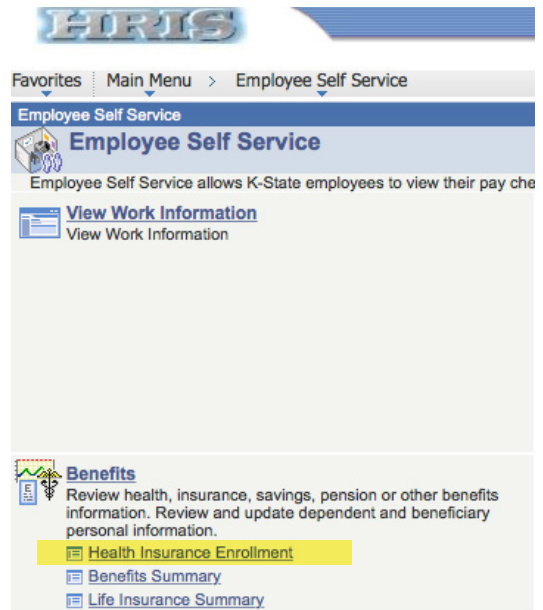 HRIS
Favorites Main Menu > Employee Self Service
Employee Self Service
Employee Self Service
Employee Self Service allows K-State employees to view their pay che
View Work Information
View Work Information
Benefits
Review health, insurance, savings, pension or other benefits
information. Review and update dependent and beneficiary
personal information.
Health Insurance Enrollment
Benefits Summary
Life Insurance Summary